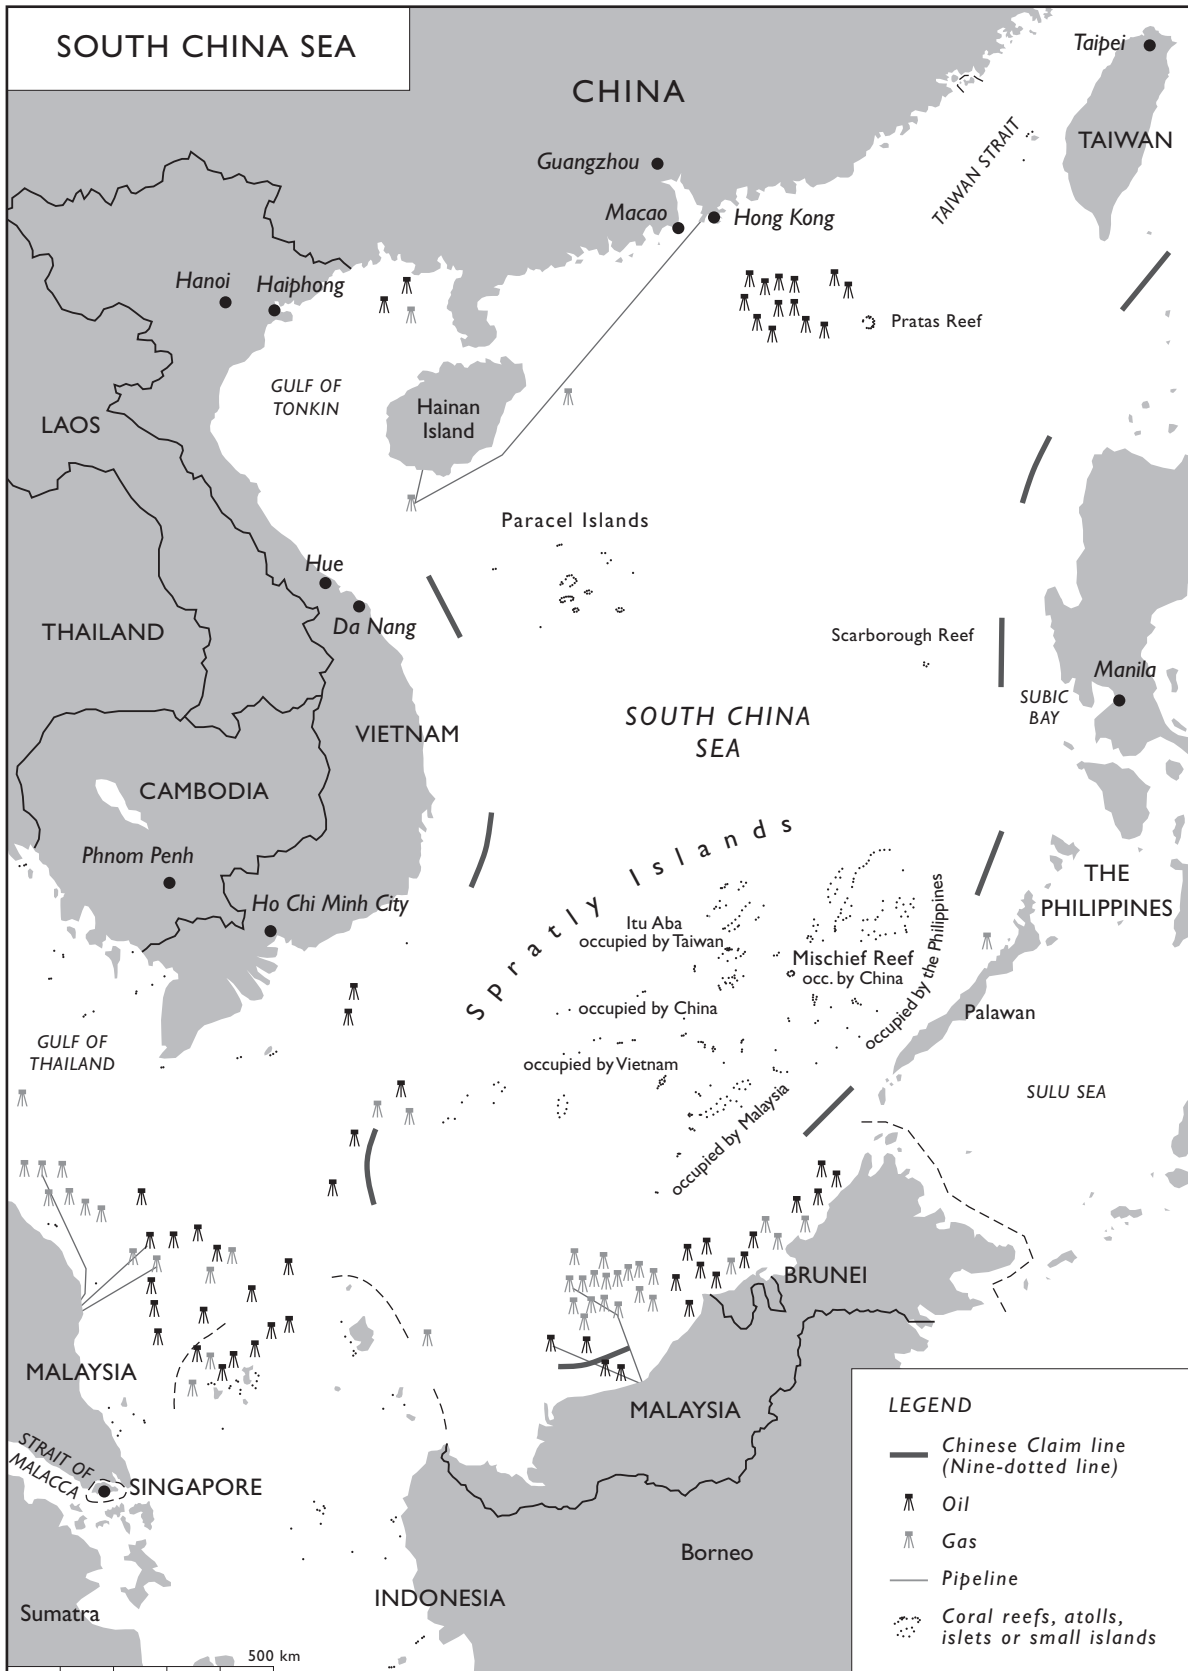 SOUTH CHINA SEA
CHINA
Taipei
TAIWAN
TAIWAN STRAIT
Guangzhou
Macao
Hong Kong
Hanoi
Haiphong
Pratas Reef
GULF OF
TONKIN
Hainan
Island
LAOS
Paracel Islands
Hue
Da Nang
THAILAND
Scarborough Reef
Manila
SUBIC
BAY
SOUTH CHINA
SEA
VIETNAM
CAMBODIA
Phnom Penh
Ho Chi Minh City
Spratly Islands
THE
PHILIPPINES
Itu Aba
occupied by Taiwan
Mischief Reef
occ. by China
occupied by the Philippines
occupied by China
Palawan
GULF OF
THAILAND
occupied by Vietnam
SULU SEA
occupied by Malaysia
BRUNEI
MALAYSIA
MALAYSIA
STRAIT OF
MALACCA
SINGAPORE
Borneo
INDONESIA
Sumatra
500 km
LEGEND
Chinese Claim line
(Nine-dotted line)
Oil
Gas
Pipeline
Coral reefs, atolls,
islets or small islands